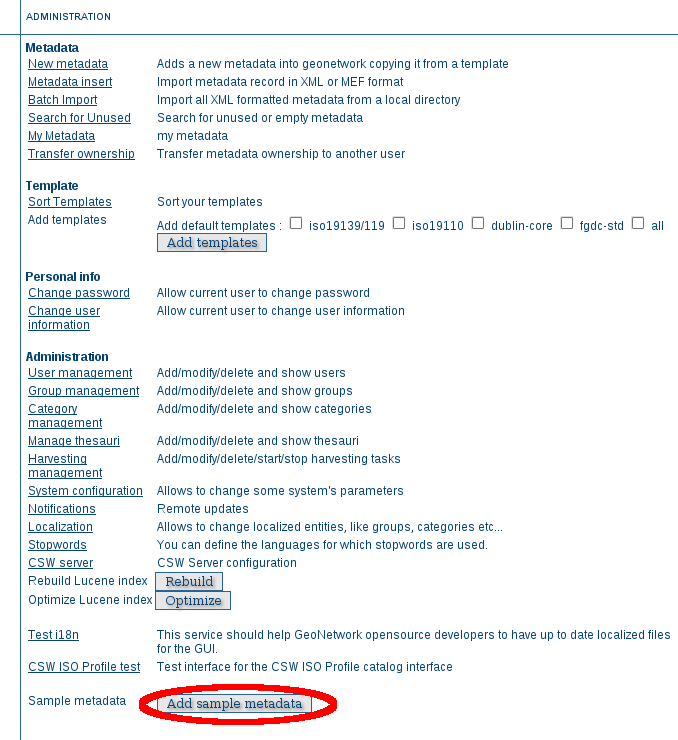 ADMINISTRATION
Metadata
New metadata Adds a new metadata into geonetwork copying it from a template
Metadata insert Import metadata record in XML or MEF format
Batch Import Import all XML formatted metadata from a local directory
Search for Unused Search for unused or empty metadata
My Metadata my metadata
Transfer ownership Transfer metadata ownership to another user
Template
Sort Templates Sort your templates
Add templates Add default templates : iso19139/119 iso19110 dublin-core fgdc-std all
Add templates
Personal info
Change password Allow current user to change password
Change user Allow current user to change user information
information
Administration
User management Add/modify/delete and show users
Group management Add/modify/delete and show groups
Category Add/modify/delete and show categories
management
Manage thesauri Add/modify/delete and show thesauri
Harvesting Add/modify/delete/start/stop harvesting tasks
management
System configuration Allows to change some system's parameters
Notifications Remote updates
Localization Allows to change localized entities, like groups, categories etc...
Stopwords You can define the languages for which stopwords are used.
CSW server CSW Server configuration
Rebuild Lucene index Rebuild
Optimize Lucene index Optimize
Test i18n This service should help GeoNetwork opensource developers to have up to date localized files
for the GUI.
CSW ISO Profile test Test interface for the CSW ISO Profile catalog interface
Sample metadata Add sample metadata